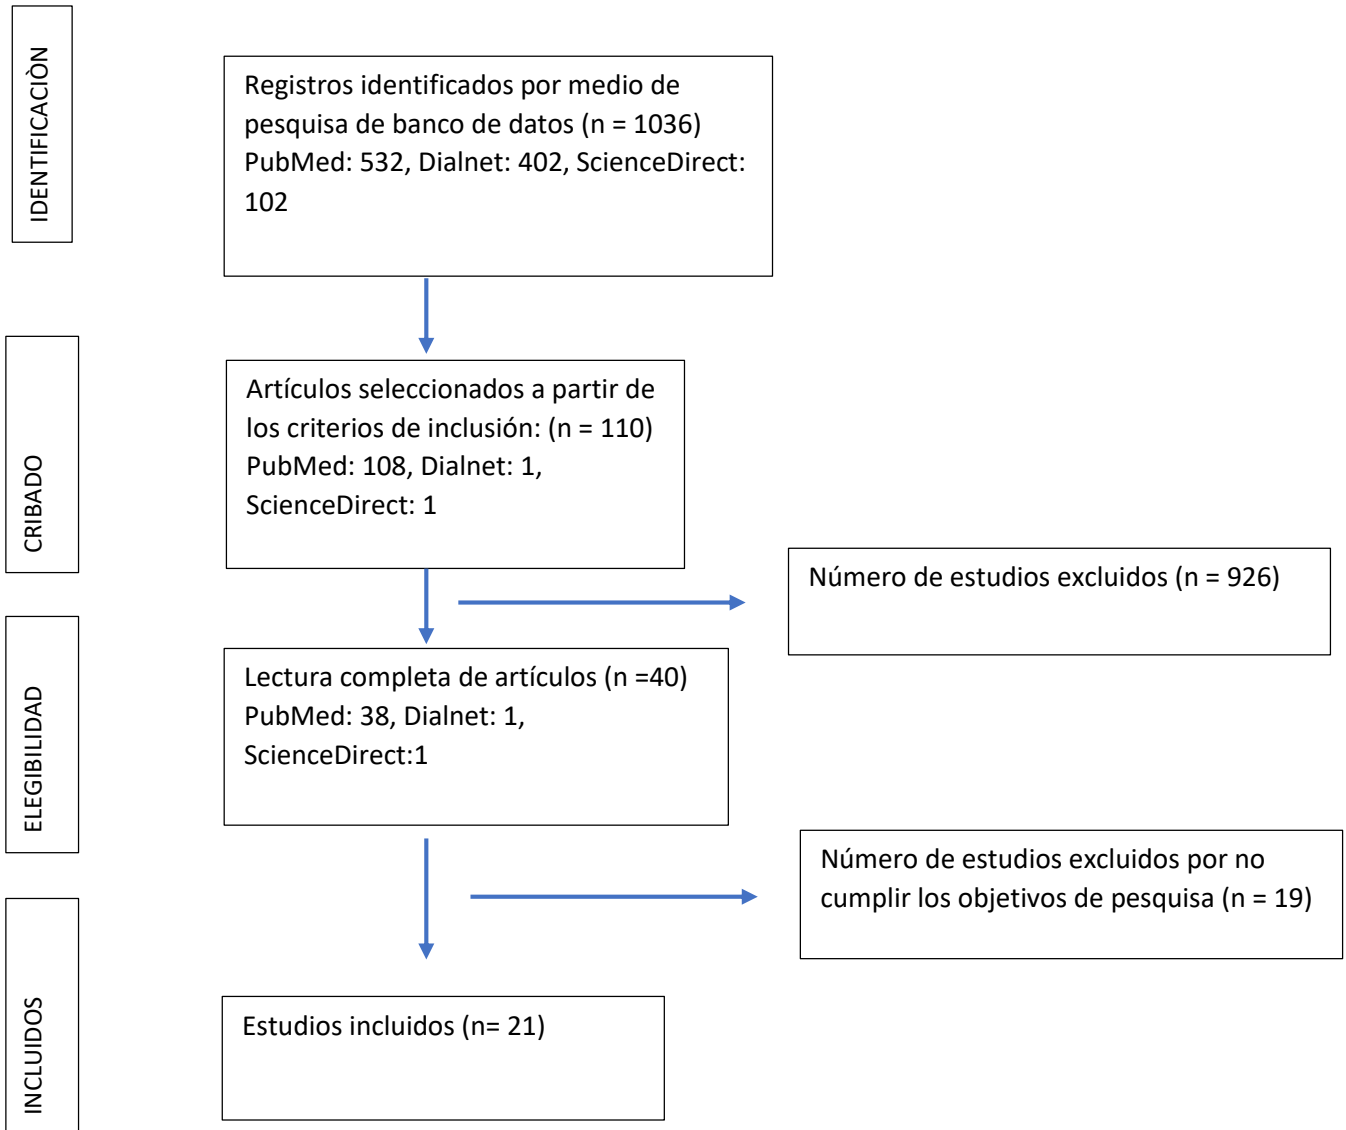 IDENTIFICACIÒN
Registros identificados por medio de
pesquisa de banco de datos (n = 1036)
PubMed: 532, Dialnet: 402, ScienceDirect:
102
CRIBADO
Artículos seleccionados a partir de
los criterios de inclusión: (n = 110)
PubMed: 108, Dialnet: 1,
ScienceDirect: 1
Número de estudios excluidos (n = 926)
ELEGIBILIDAD
Lectura completa de artículos (n =40)
PubMed: 38, Dialnet: 1,
ScienceDirect:1
Número de estudios excluidos por no
cumplir los objetivos de pesquisa (n = 19)
INCLUIDOS
Estudios incluidos (n= 21)